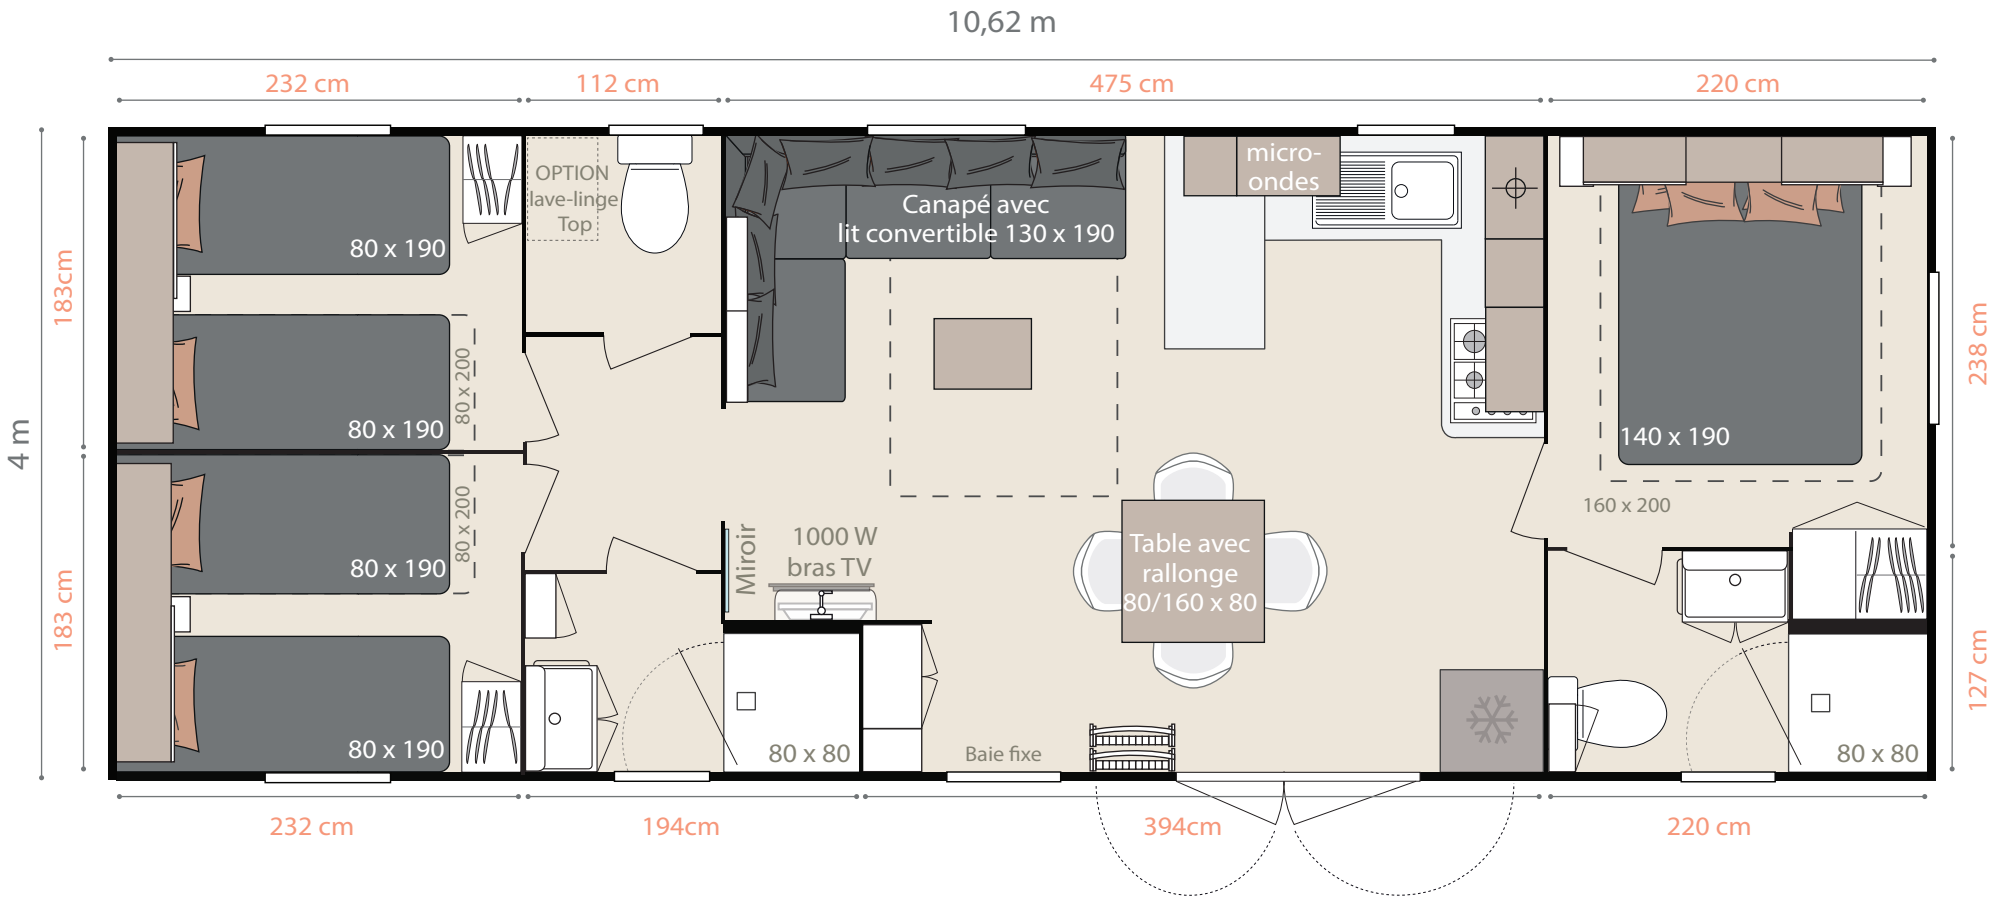 10,62 m
232 cm
112 cm
475 cm
220 cm
4 m
183cm
183 cm
238 cm
127 cm
80 x 190
80 x 190
80 x 200
80 x 190
80 x 200
80 x 190
OPTION
lave-linge
Top
Canapé avec
lit convertible 130 x 190
micro-
ondes
140 x 190
160 x 200
Miroir
1000 W
bras TV
Table avec
rallonge
80/160 x 80
80 x 80
Baie fixe
80 x 80
232 cm
194cm
394cm
220 cm